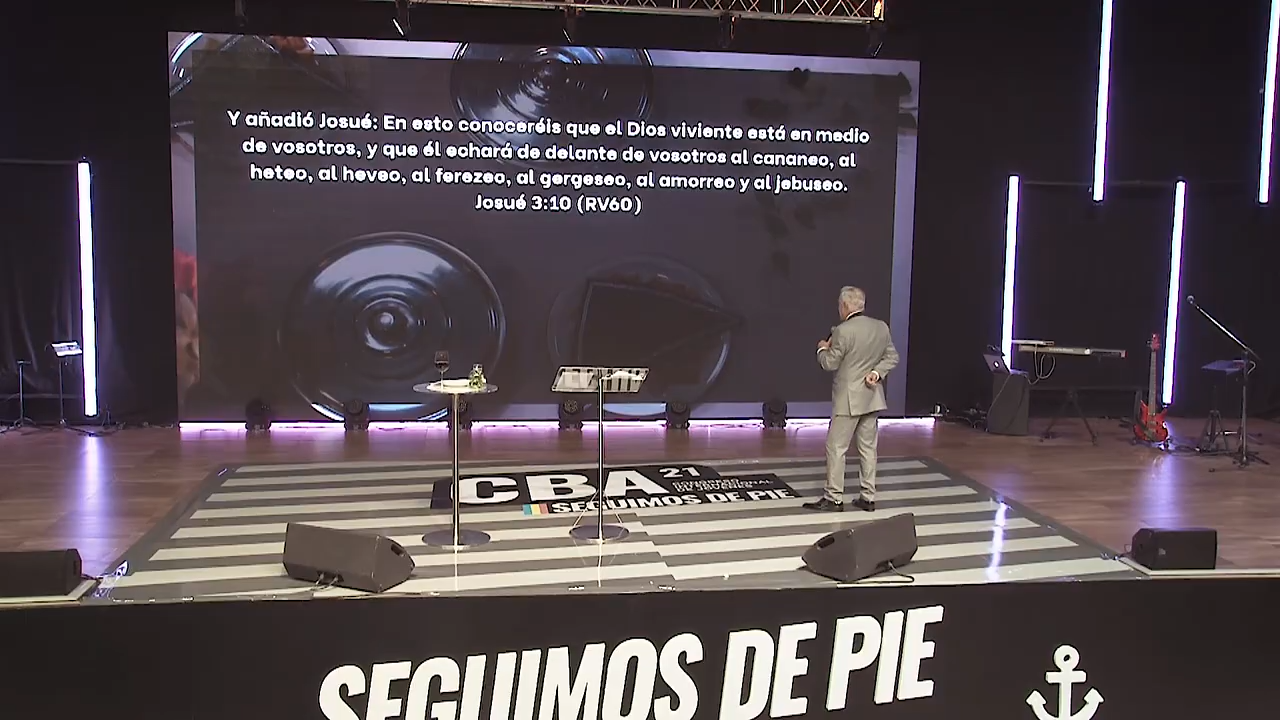 Y añadió Josué: En esto conoceréis que el Dios viviente está en medio
de vosotros, y que él echará de delante de vosotros al cananeo, al
heteo, al heveo, al ferezeo, al gergeseo, al amorreo y al jebuseo.
Josué 3:10 (RV60)
CBA 21
SEGUIMOS DE PIE
SEGUIMOS DE PIE